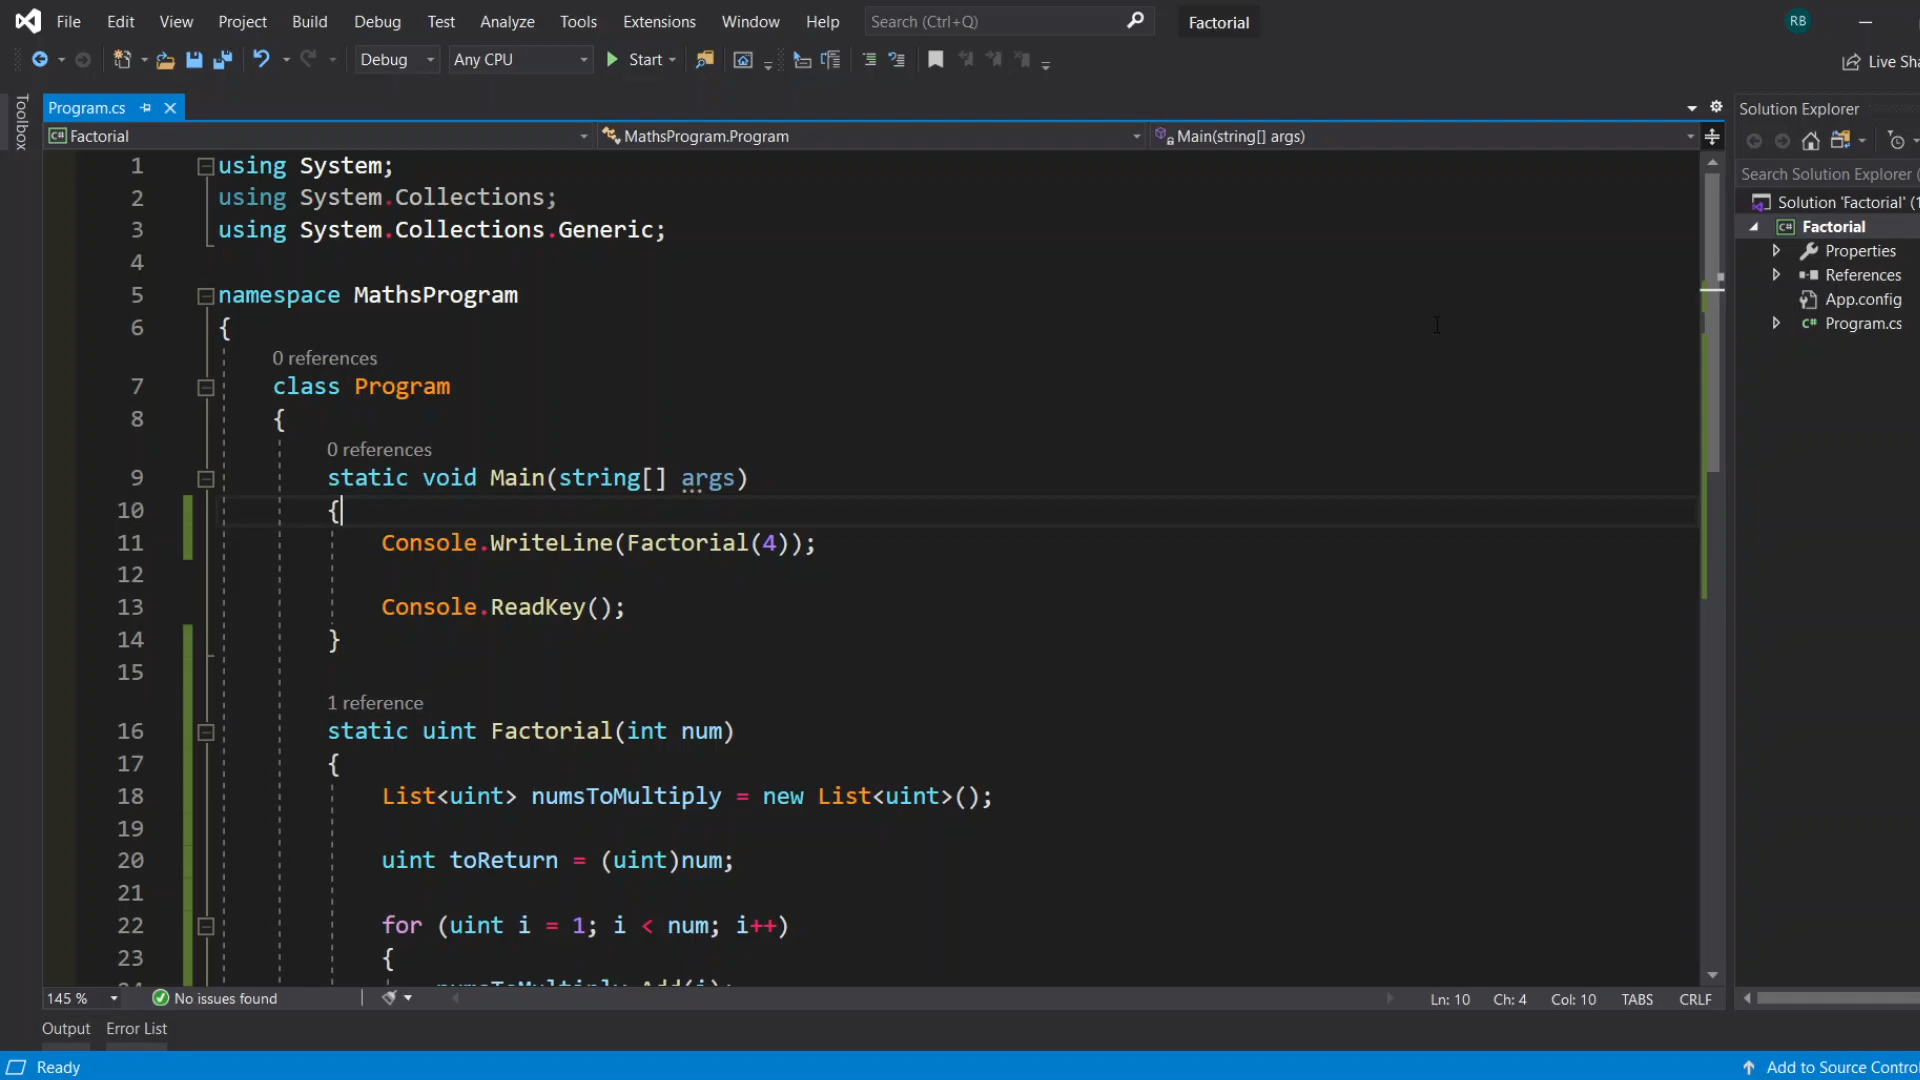 File Edit View Project Build Debug Test Analyze Tools Extensions Window Help Search (Ctrl+Q) Factorial RB
Debug Any CPU Start Live Sha
Toolbox
Program.cs
Solution Explorer
Factorial MathsProgram.Program Main(string[] args)
Search Solution Explorer (
Solution 'Factorial' (1
Factorial
Properties
References
App.config
Program.cs
1 using System;
2 using System.Collections;
3 using System.Collections.Generic;
4
5 namespace MathsProgram
6 {
0 references
7 class Program
8 {
0 references
9 static void Main(string[] args)
10 {
11 Console.WriteLine(Factorial(4));
12
13 Console.ReadKey();
14 }
15
1 reference
16 static uint Factorial(int num)
17 {
18 List<uint> numsToMultiply = new List<uint>();
19
20 uint toReturn = (uint)num;
21
22 for (uint i = 1; i < num; i++)
23 {
numsToMultiply.Add(i);
145 % No issues found Ln: 10 Ch: 4 Col: 10 TABS CRLF
Output Error List
Ready Add to Source Control